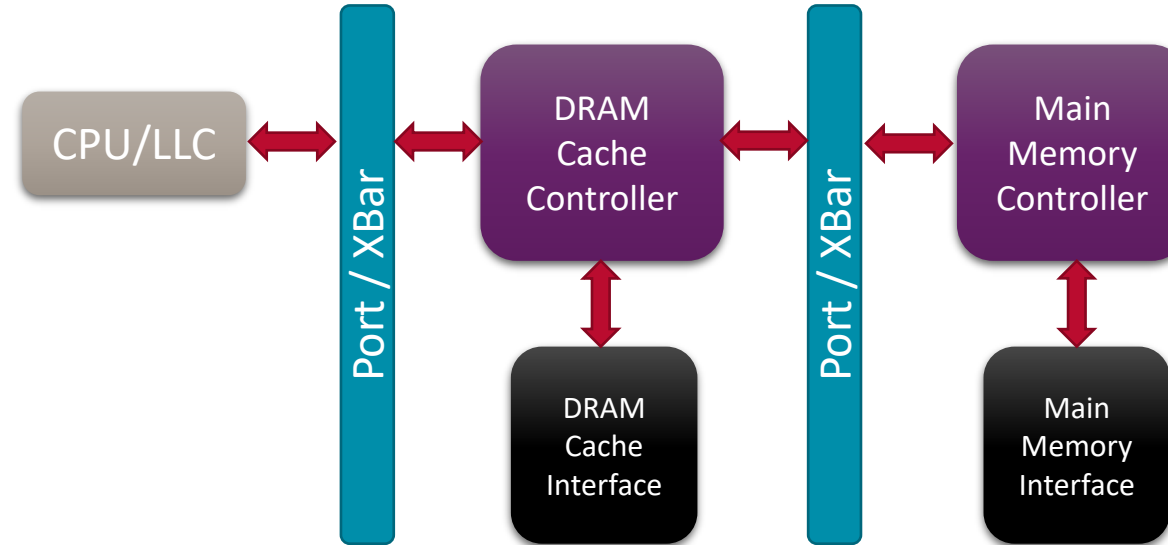 CPU/LLC
Port / XBar
DRAM
Cache
Controller
DRAM
Cache
Interface
Port / XBar
Main
Memory
Controller
Main
Memory
Interface